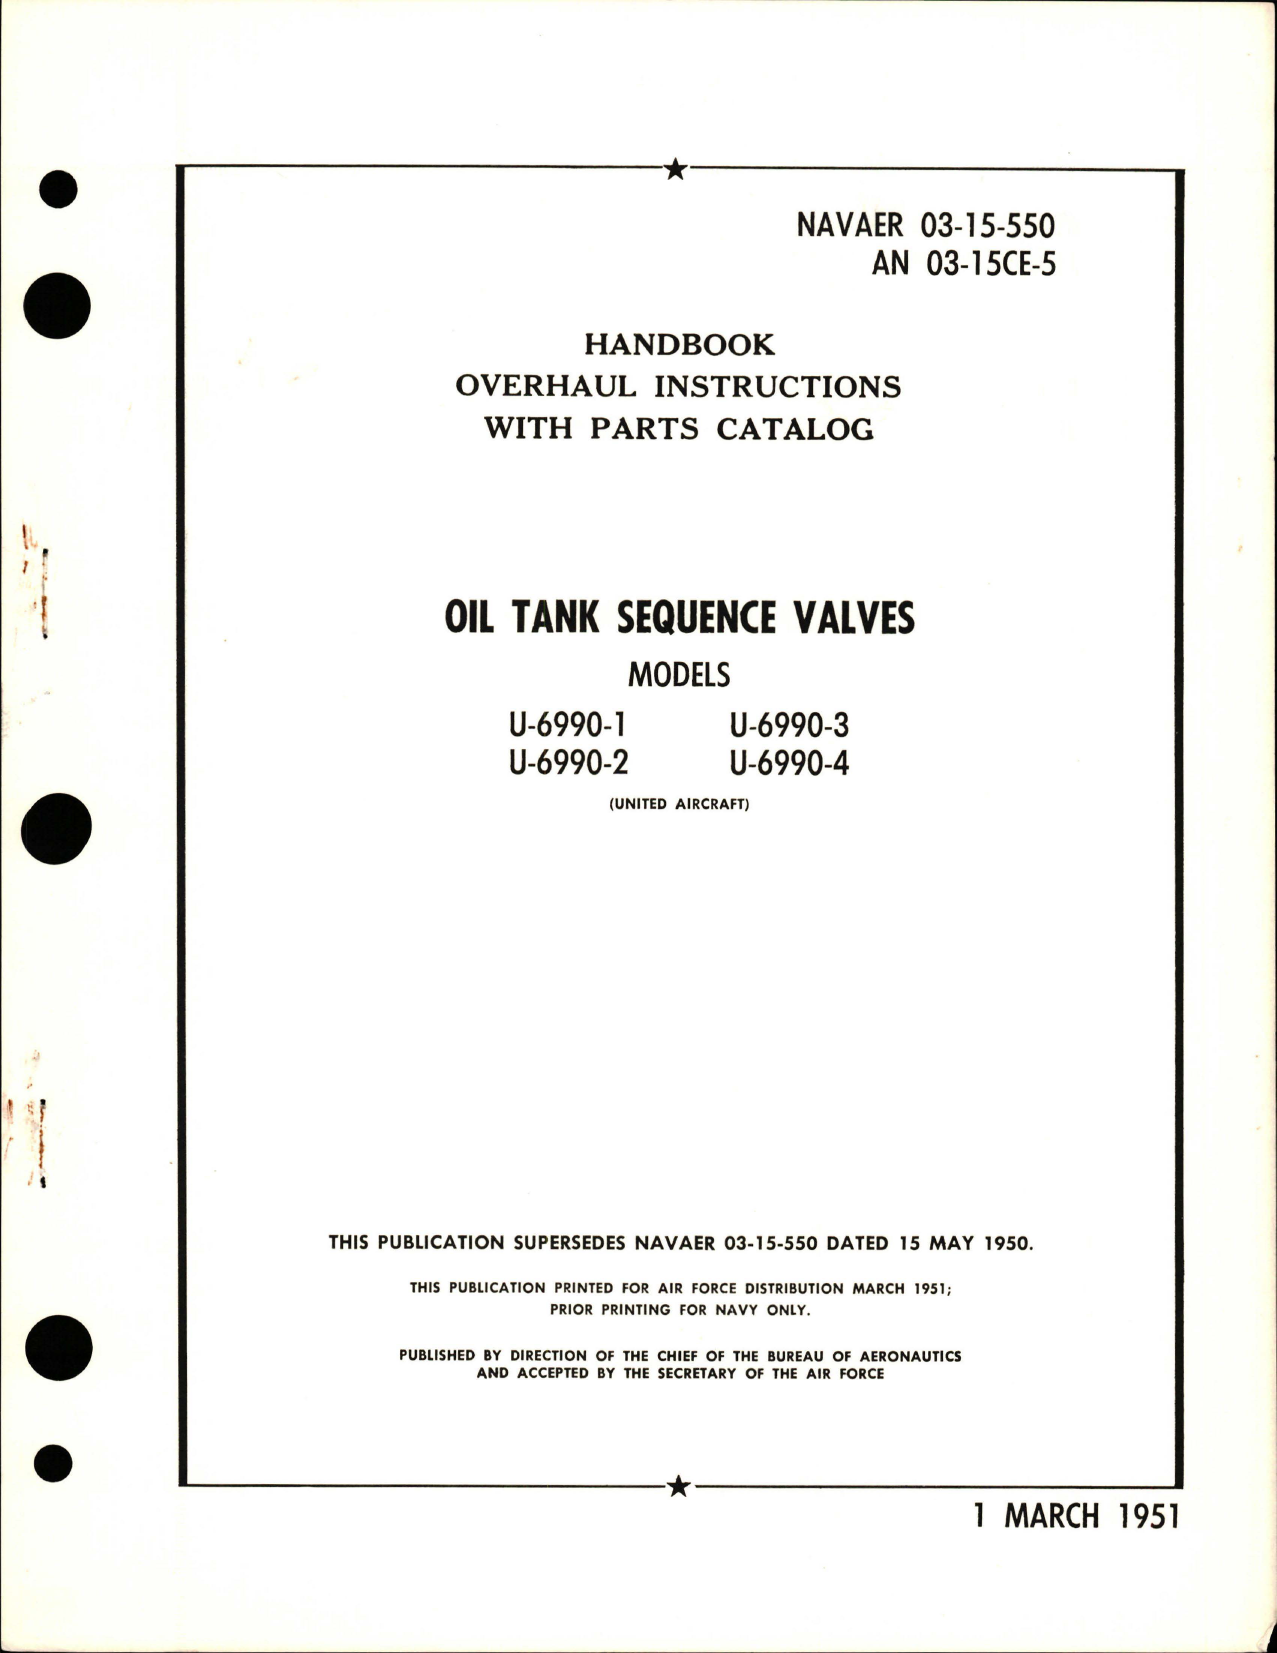 NAVAER 03-15-550
AN 03-15CE-5
HANDBOOK
OVERHAUL INSTRUCTIONS
WITH PARTS CATALOG
OIL TANK SEQUENCE VALVES
MODELS
U-6990-1 U-6990-3
U-6990-2 U-6990-4
(UNITED AIRCRAFT)
THIS PUBLICATION SUPERSEDES NAVAER 03-15-550 DATED 15 MAY 1950.
THIS PUBLICATION PRINTED FOR AIR FORCE DISTRIBUTION MARCH 1951;
PRIOR PRINTING FOR NAVY ONLY.
PUBLISHED BY DIRECTION OF THE CHIEF OF THE BUREAU OF AERONAUTICS
AND ACCEPTED BY THE SECRETARY OF THE AIR FORCE
1 MARCH 1951